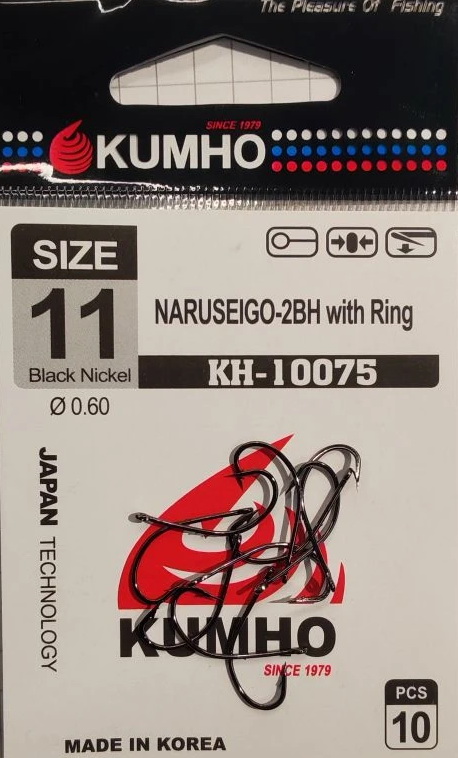 The Pleasure Of Fishing
SINCE 1979
KUMHO
SIZE
11
Black Nickel
NARUSEIGO-2BH with Ring
KH-10075
Ø 0.60
JAPAN TECHNOLOGY
KUMHO
SINCE 1979
PCS
10
MADE IN KOREA